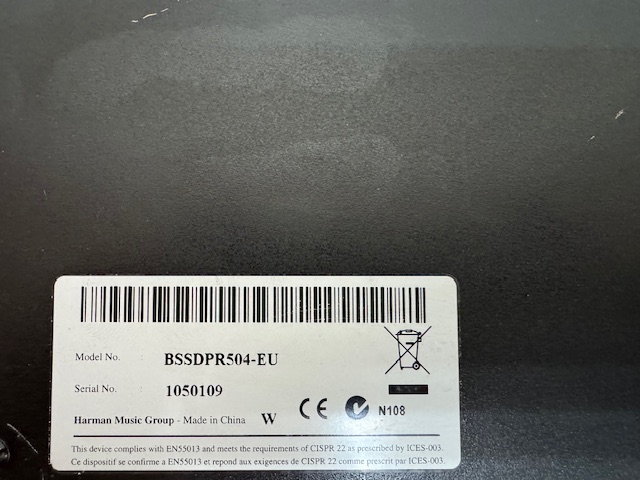 Model No. : BSSDPR504-EU
Serial No. : 1050109
Harman Music Group - Made in China W CE N108
This device complies with EN55013 and meets the requirements of CISPR 22 as prescribed by ICES-003.
Ce dispositif se confirme a EN55013 et repond aux exigences de CISPR 22 comme prescrit par ICES-003.